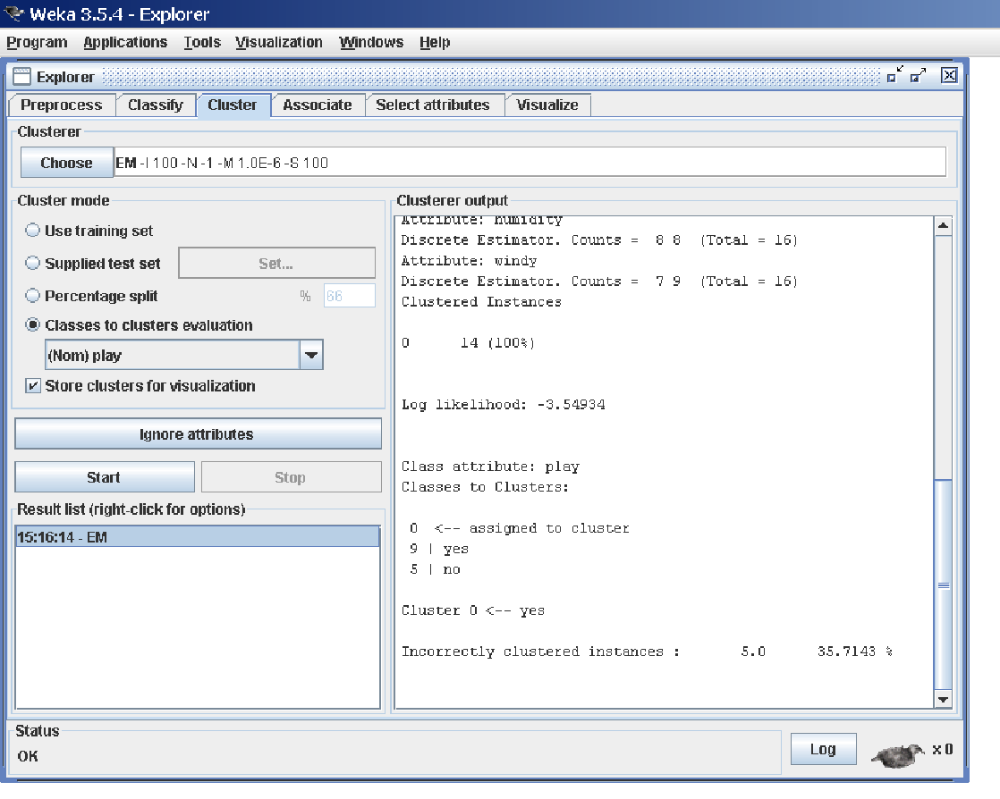 Weka 3.5.4 - Explorer
Program Applications Tools Visualization Windows Help
Explorer
Preprocess Classify Cluster Associate Select attributes Visualize
Clusterer
Choose EM -I 100 -N -1 -M 1.0E-6 -S 100
Cluster mode
Use training set
Supplied test set Set...
Percentage split % 66
Classes to clusters evaluation
(Nom) play
Store clusters for visualization
Ignore attributes
Start Stop
Result list (right-click for options)
15:16:14 - EM
Clusterer output
Attribute: humidity
Discrete Estimator. Counts = 8 8 (Total = 16)
Attribute: windy
Discrete Estimator. Counts = 7 9 (Total = 16)
Clustered Instances
0 14 (100%)
Log likelihood: -3.54934
Class attribute: play
Classes to Clusters:
0 <-- assigned to cluster
9 | yes
5 | no
Cluster 0 <-- yes
Incorrectly clustered instances : 5.0 35.7143 %
Status
OK
Log x 0